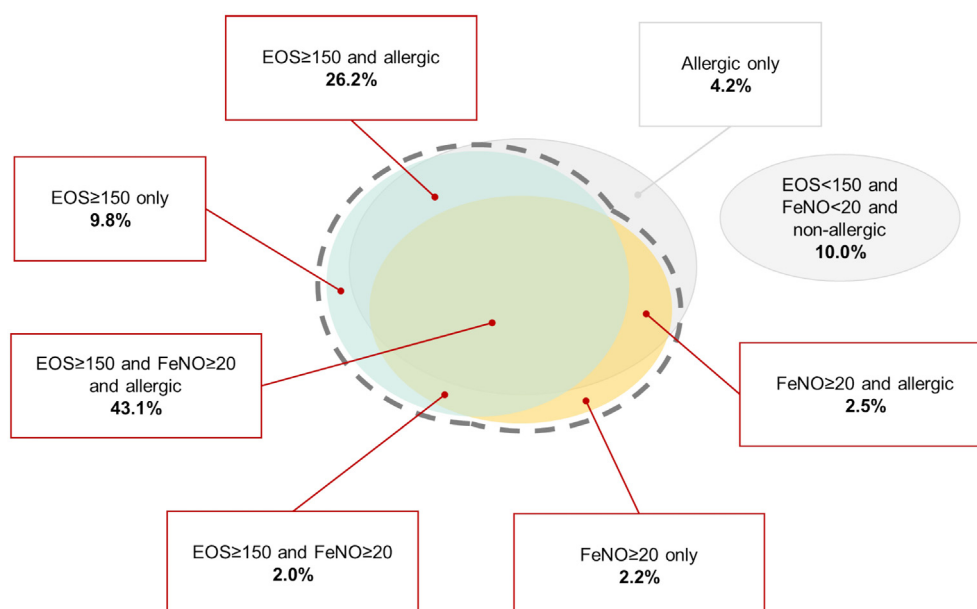 EOS≥150 and allergic
26.2%
Allergic only
4.2%
EOS≥150 only
9.8%
EOS<150 and
FeNO<20 and
non-allergic
10.0%
EOS≥150 and FeNO≥20
and allergic
43.1%
FeNO≥20 and allergic
2.5%
EOS≥150 and FeNO≥20
2.0%
FeNO≥20 only
2.2%